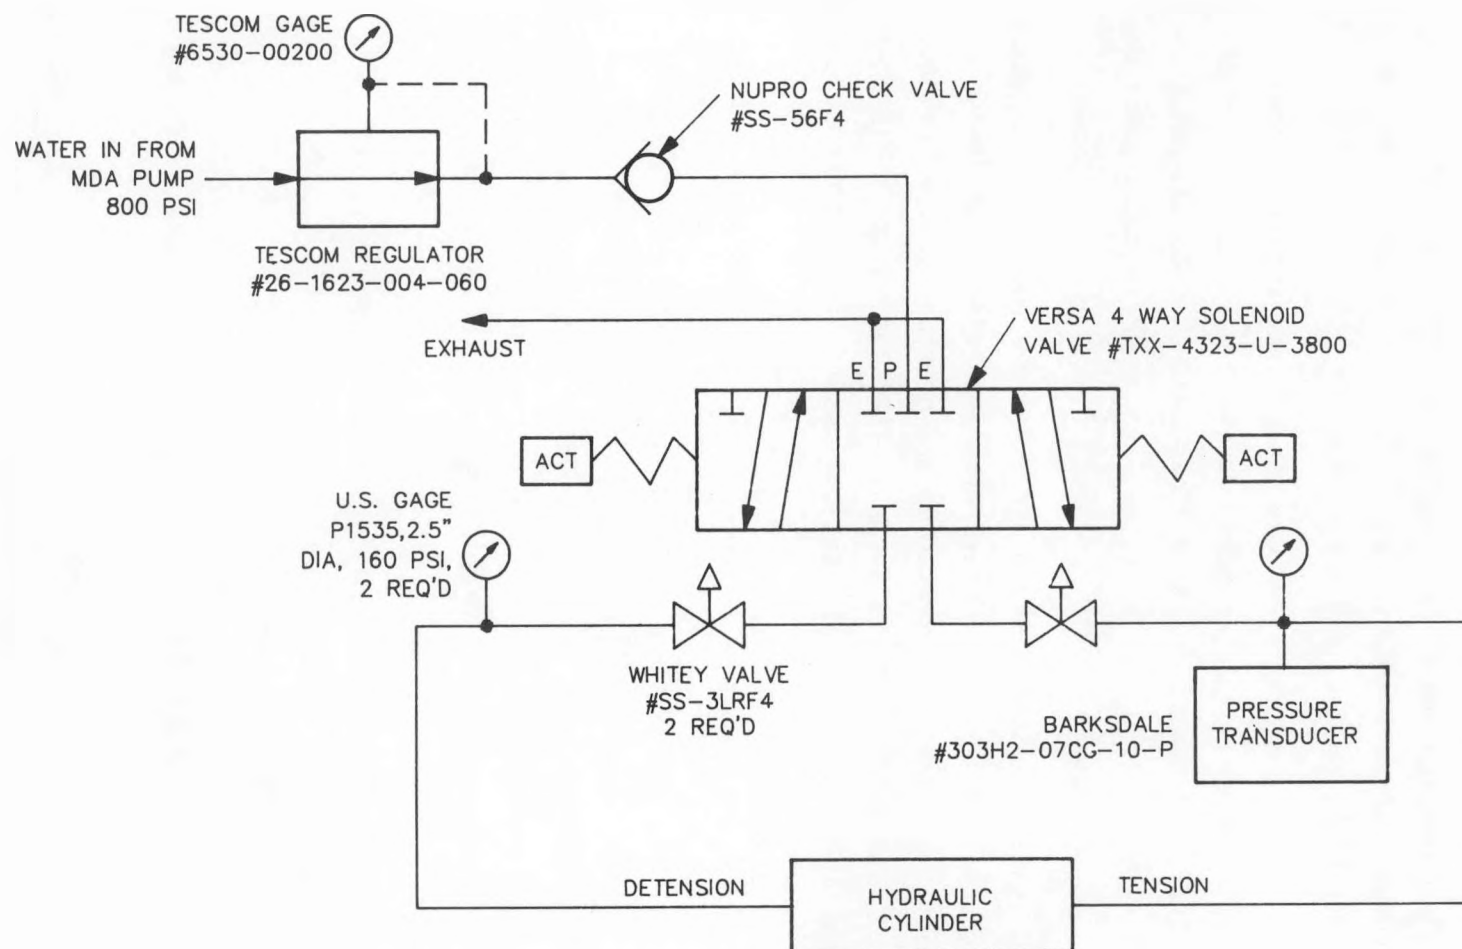 TESCOM GAGE
#6530-00200
NUPRO CHECK VALVE
#SS-56F4
WATER IN FROM
MDA PUMP
800 PSI
TESCOM REGULATOR
#26-1623-004-060
EXHAUST
VERSA 4 WAY SOLENOID
VALVE #TXX-4323-U-3800
E P E
ACT
ACT
U.S. GAGE
P1535,2.5"
DIA, 160 PSI,
2 REQ'D
WHITEY VALVE
#SS-3LRF4
2 REQ'D
BARKSDALE
#303H2-07CG-10-P
PRESSURE
TRANSDUCER
DETENSION
HYDRAULIC
CYLINDER
TENSION